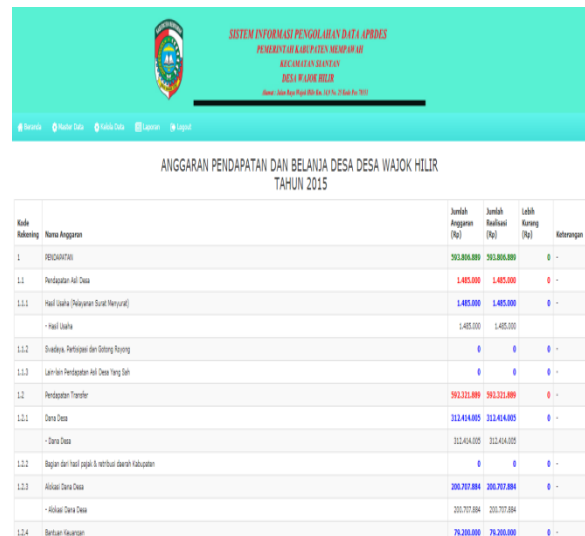 SISTEM INFORMASI PENGOLAHAN DATA APBDES
PEMERINTAH KABUPATEN MEMPAWAH
KECAMATAN SIANTAN
DESA WAJOK HILIR
Beranda Master Data Kelola Data Laporan Logout
ANGGARAN PENDAPATAN DAN BELANJA DESA DESA WAJOK HILIR
TAHUN 2015
Kode Rekening Nama Anggaran Jumlah Anggaran (Rp) Jumlah Realisasi (Rp) Lebih Kurang (Rp) Keterangan
1 PENDAPATAN 593.806.889 593.806.889 0 -
1.1 Pendapatan Asli Desa 1.485.000 1.485.000 0 -
1.1.1 Hasil Usaha (Pelayanan Surat Menyurat) 1.485.000 1.485.000 0 -
- Hasil Usaha 1.485.000 1.485.000
1.1.2 Swadaya, Partisipasi dan Gotong Royong 0 0 0 -
1.1.3 Lain-lain Pendapatan Asli Desa Yang Sah 0 0 0 -
1.2 Pendapatan Transfer 592.321.889 592.321.889 0 -
1.2.1 Dana Desa 312.414.005 312.414.005 0 -
- Dana Desa 312.414.005 312.414.005
1.2.2 Bagian dari hasil pajak & retribusi daerah Kabupaten 0 0 0 -
1.2.3 Alokasi Dana Desa 200.707.884 200.707.884 0 -
- Alokasi Dana Desa 200.707.884 200.707.884
1.2.4 Bantuan Keuangan 79.200.000 79.200.000 0 -